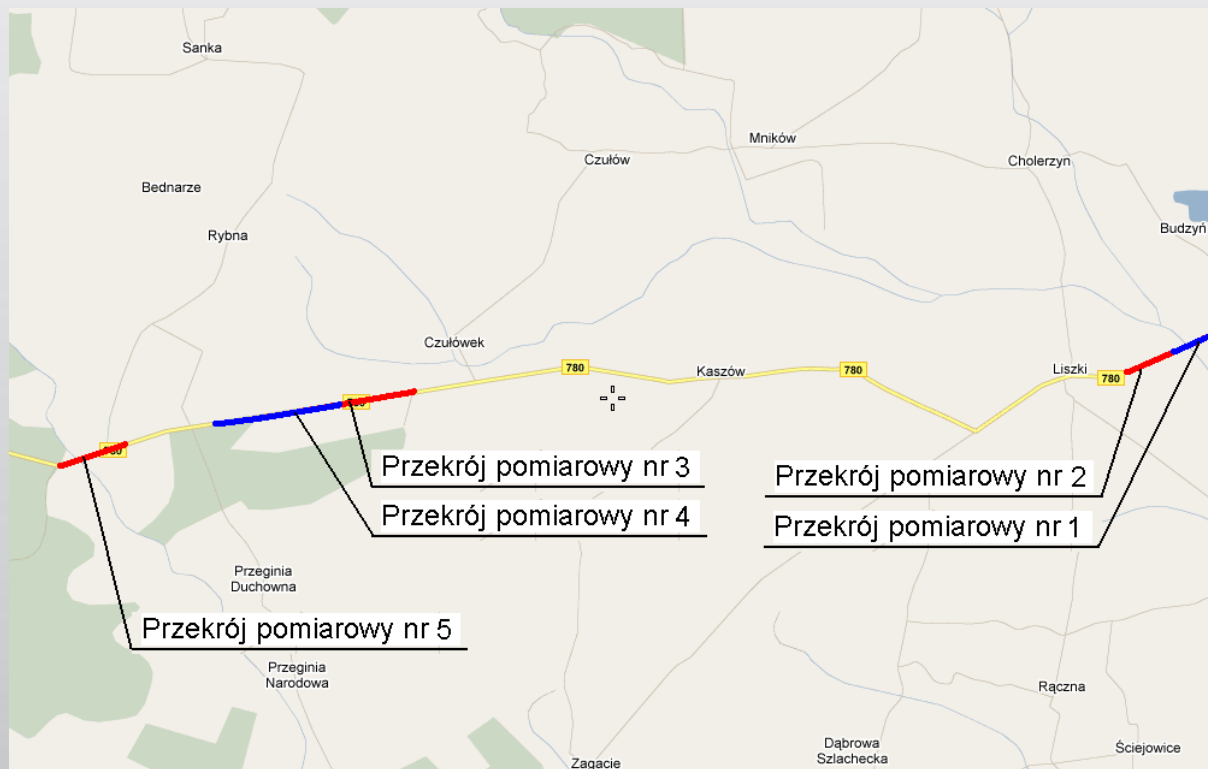 Sanka
Mników
Czułów
Cholerzyn
Bednarze
Budzyń
Rybna
Czułówek
780
Kaszów
780
Liszki
780
780
Przekrój pomiarowy nr 3
Przekrój pomiarowy nr 2
Przekrój pomiarowy nr 4
Przekrój pomiarowy nr 1
Przeginia
Duchowna
Przekrój pomiarowy nr 5
Przeginia
Narodowa
Rączna
Dąbrowa
Szlachecka
Ściejowice
Zagacie